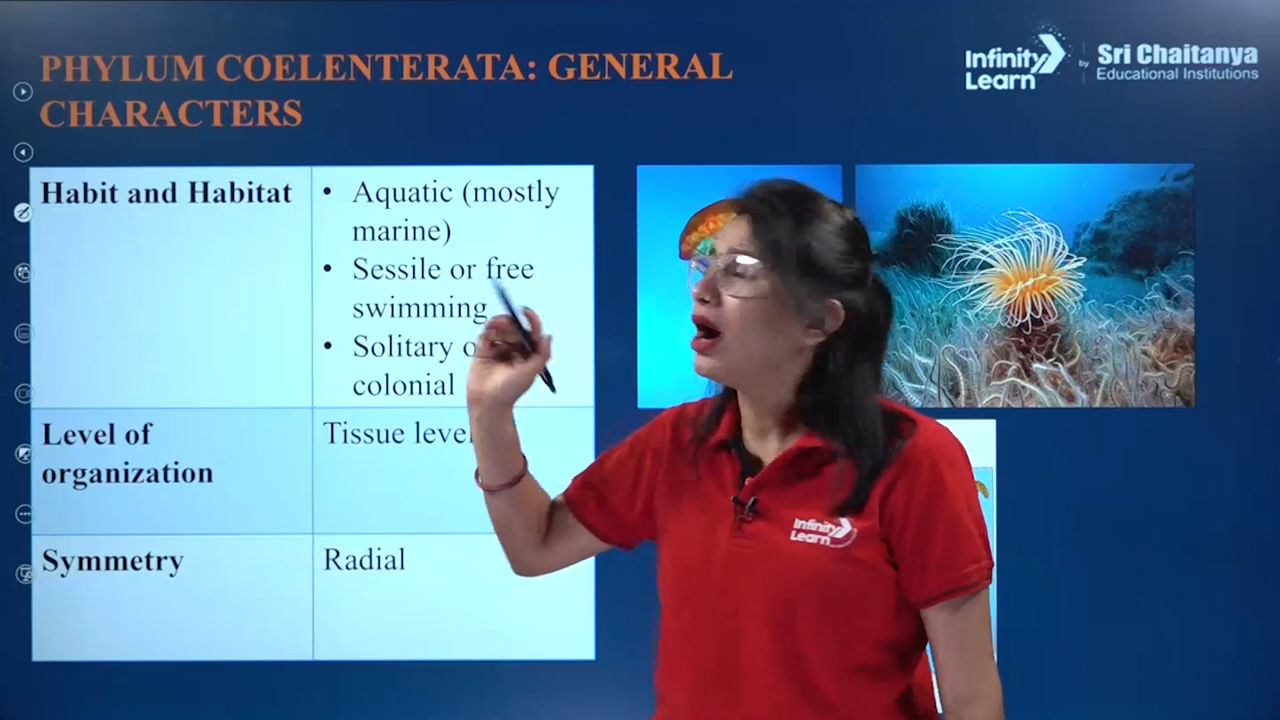 PHYLUM COELENTERATA: GENERAL
CHARACTERS
Infinity
Learn
by
Sri Chaitanya
Educational Institutions
Habit and Habitat
• Aquatic (mostly
marine)
• Sessile or free
swimming
• Solitary o
colonial
Level of
organization
Tissue level
Symmetry
Radial
Infinity
Learn